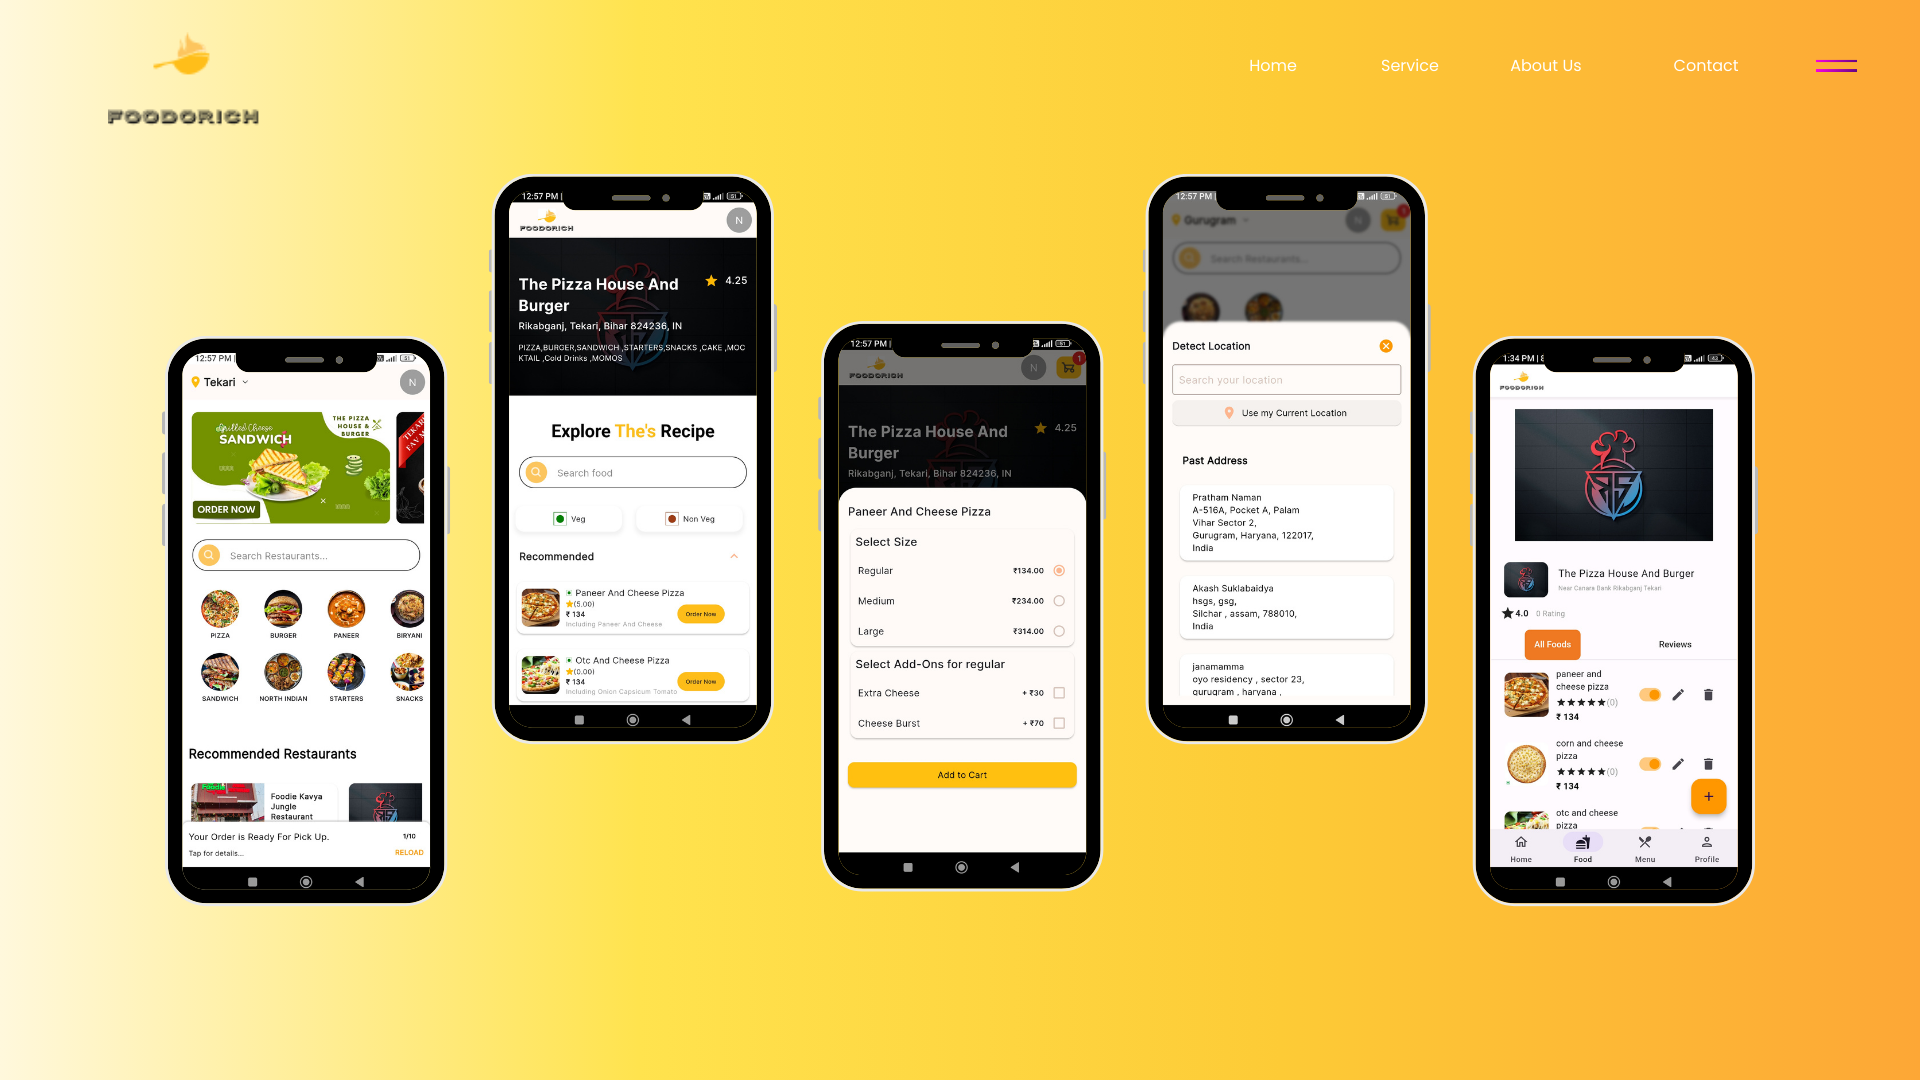 FOODORICH
Home
Service
About Us
Contact
12:57 PM |
Tekari
N
Grilled Cheese
SANDWICH
THE PIZZA
HOUSE &
BURGER
ORDER NOW
Search Restaurants...
PIZZA
BURGER
PANEER
BIRYANI
SANDWICH
NORTH INDIAN
STARTERS
SNACKS
Recommended Restaurants
Foodie Kavya
Jungle
Restaurant
Your Order is Ready For Pick Up.
1/10
Tap for details...
RELOAD
12:57 PM |
FOODORICH
N
The Pizza House And
Burger
4.25
Rikabganj, Tekari, Bihar 824236, IN
PIZZA,BURGER,SANDWICH ,STARTERS,SNACKS ,CAKE ,MOC
KTAIL ,Cold Drinks ,MOMOS
Explore The's Recipe
Search food
Veg
Non Veg
Recommended
Paneer And Cheese Pizza
(5.00)
₹ 134
Including Paneer And Cheese
Order Now
Otc And Cheese Pizza
(0.00)
Including Onion Capsicum Tomato
Order Now
12:57 PM |
FOODORICH
N
1
The Pizza House And
Burger
4.25
Rikabganj, Tekari, Bihar 824236, IN
Paneer And Cheese Pizza
Select Size
Regular
₹134.00
Medium
₹234.00
Large
₹314.00
Select Add-Ons for regular
Extra Cheese
+ ₹30
Cheese Burst
+ ₹70
Add to Cart
12:57 PM
Gurugram
N
1
Search Restaurants...
Detect Location
Search your location
Use my Current Location
Past Address
Pratham Naman
A-516A, Pocket A, Palam
Vihar Sector 2,
Gurugram, Haryana, 122017,
India
Akash Suklabaidya
hsgs, gsg,
Silchar , assam, 788010,
India
janamamma
oyo residency , sector 23,
gurugram , haryana ,
1:34 PM |
FOODORICH
The Pizza House And Burger
Near Canara Bank Rikabganj Tekari
4.0
0 Rating
All Foods
Reviews
paneer and
cheese pizza
(0)
₹ 134
corn and cheese
pizza
(0)
₹ 134
otc and cheese
pizza
+
Home
Food
Menu
Profile